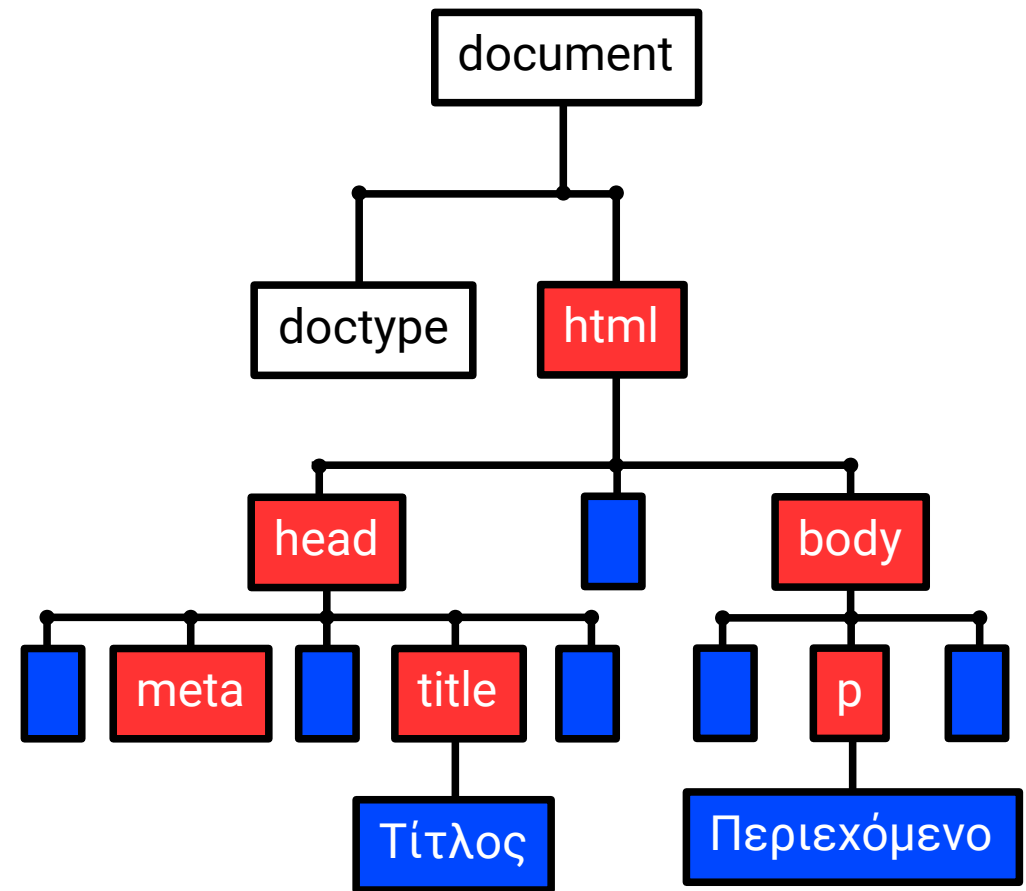 document
doctype
html
head
body
meta
title
p
Τίτλος
Περιεχόμενο